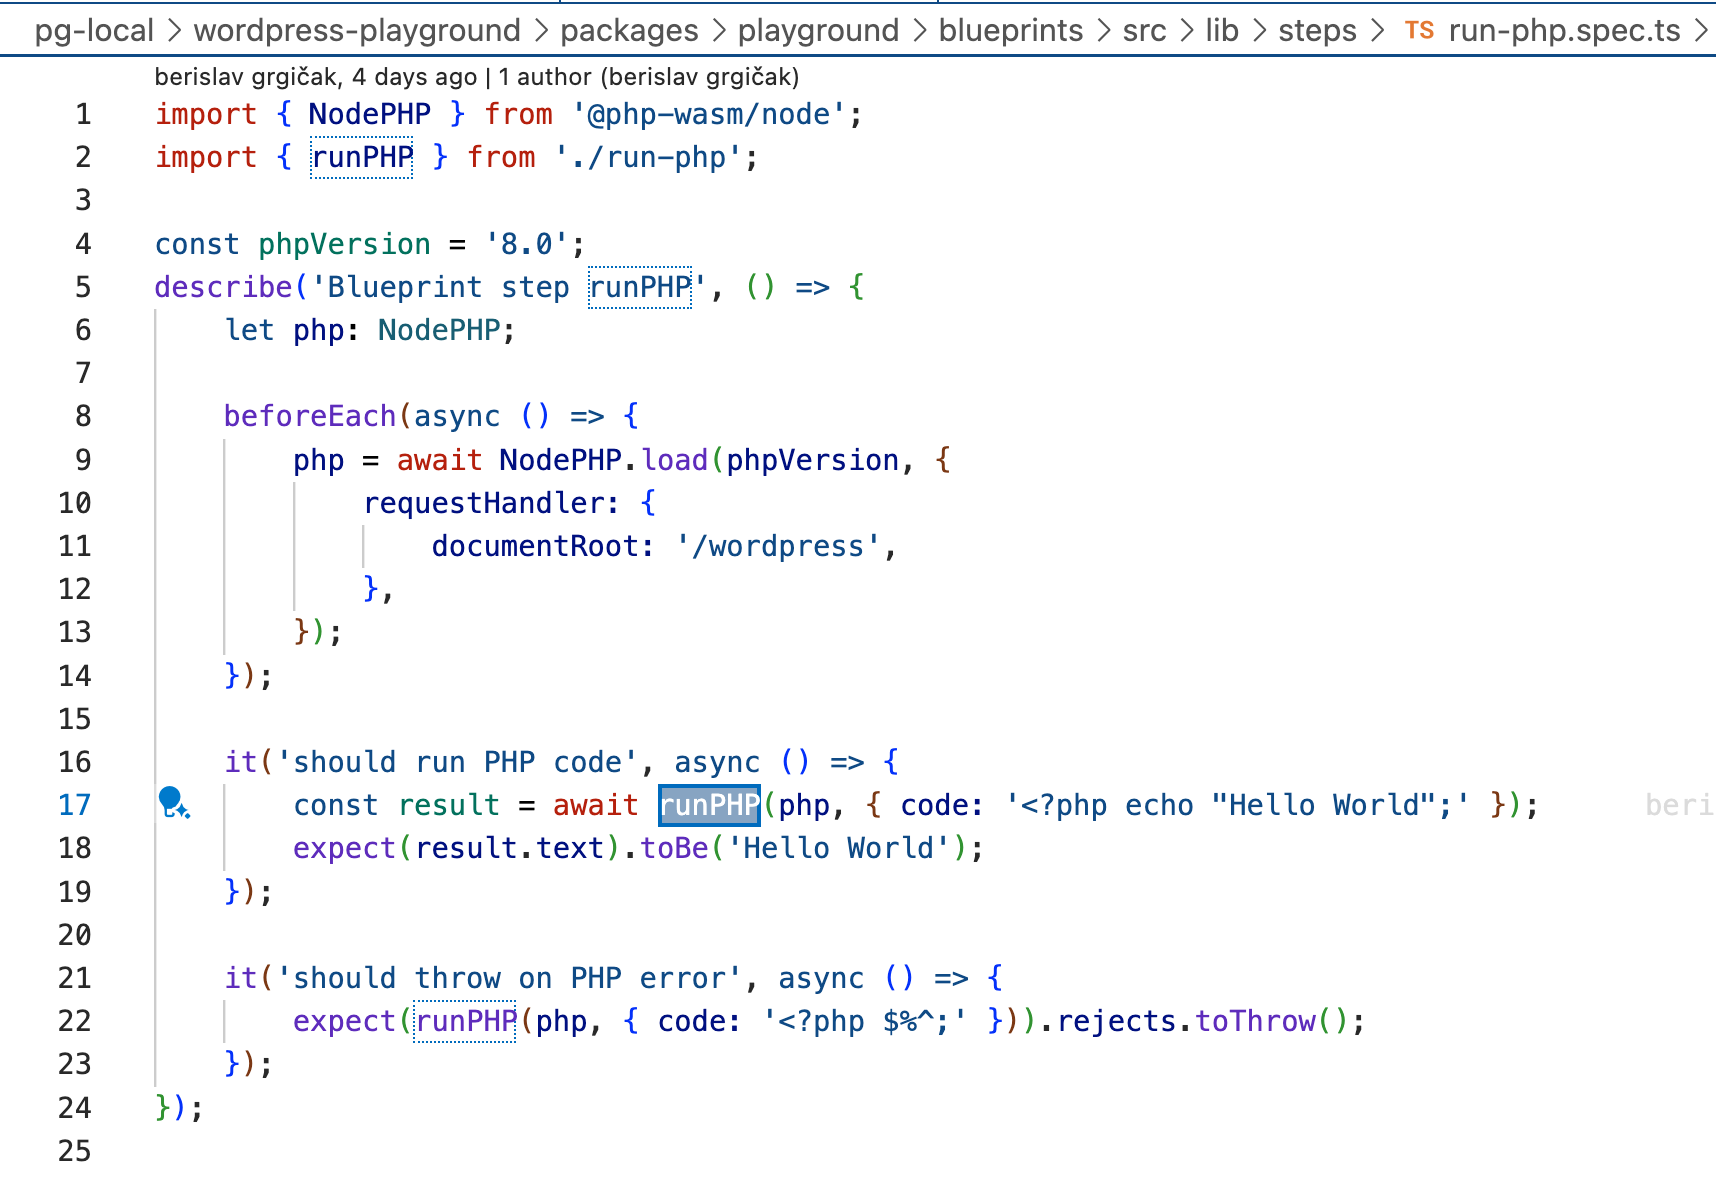 pg-local > wordpress-playground > packages > playground > blueprints > src > lib > steps > TS run-php.spec.ts >
berislav grgičak, 4 days ago | 1 author (berislav grgičak)
1 import { NodePHP } from '@php-wasm/node';
2 import { runPHP } from './run-php';
3
4 const phpVersion = '8.0';
5 describe('Blueprint step runPHP', () => {
6     let php: NodePHP;
7
8     beforeEach(async () => {
9         php = await NodePHP.load(phpVersion, {
10             requestHandler: {
11                 documentRoot: '/wordpress',
12             },
13         });
14     });
15
16     it('should run PHP code', async () => {
17         const result = await runPHP(php, { code: '<?php echo "Hello World";' }); beri
18         expect(result.text).toBe('Hello World');
19     });
20
21     it('should throw on PHP error', async () => {
22         expect(runPHP(php, { code: '<?php $%^;' })).rejects.toThrow();
23     });
24 });
25